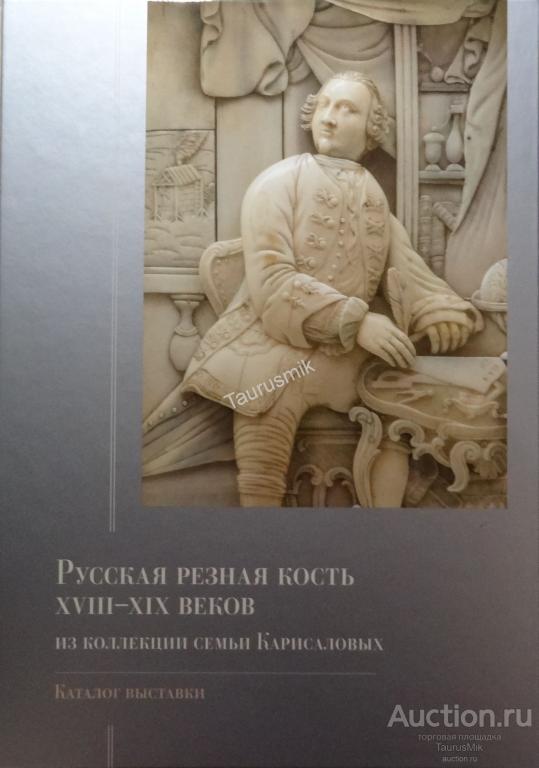 Taurusmik
Русская резная кость
XVIII–XIX веков
из коллекции семьи Карисаловых
Каталог выставки
Auction.ru
торговая площадка
TaurusMik
auction.ru